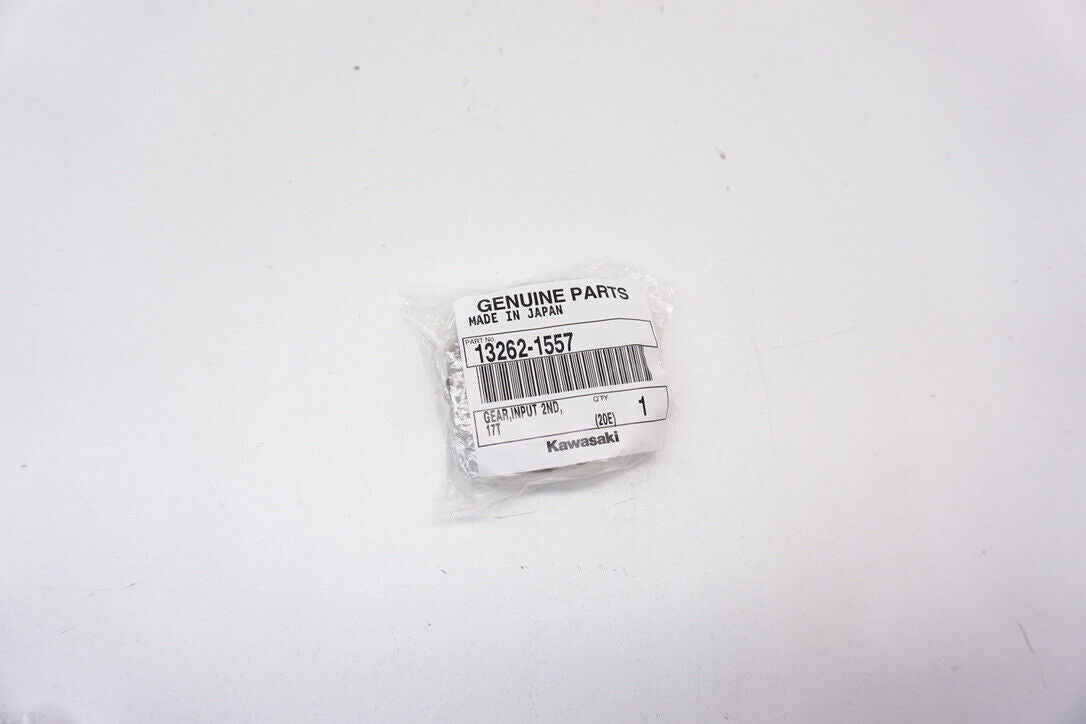 GENUINE PARTS
MADE IN JAPAN
PART No.
13262-1557
GEAR,INPUT 2ND,
17T
Q'TY
(20E) 1
Kawasaki